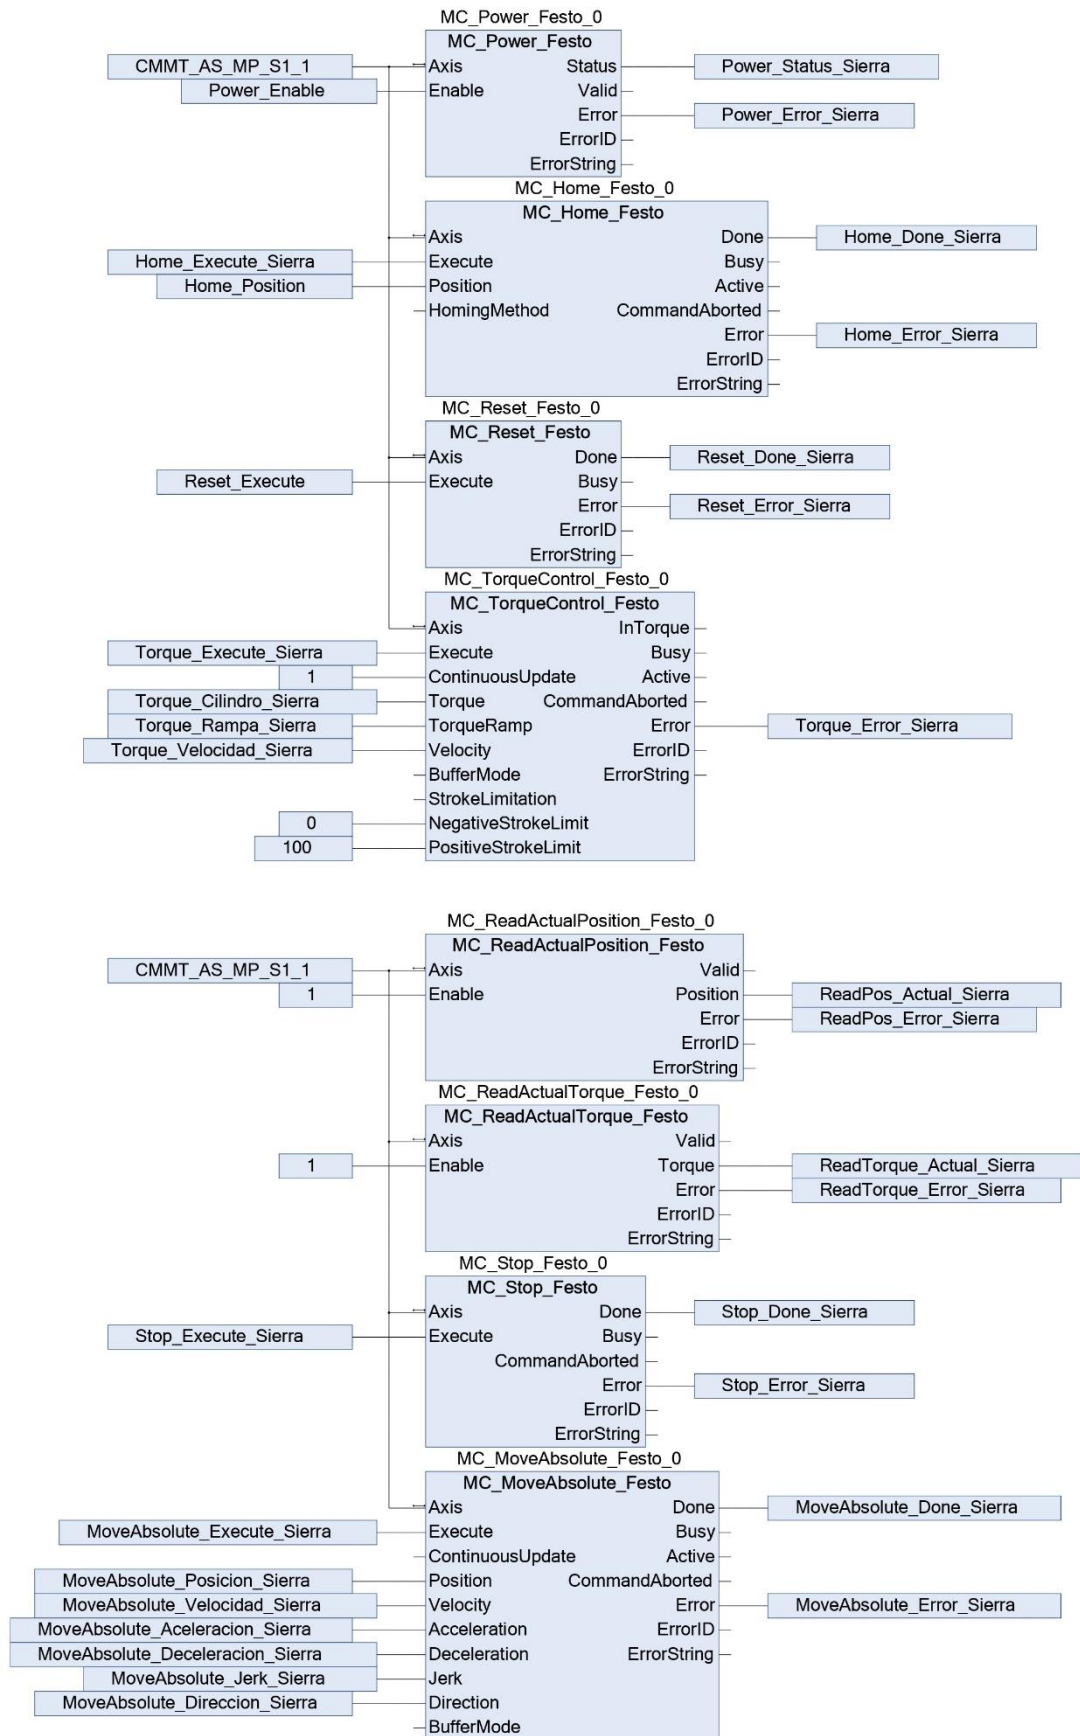 MC_Power_Festo_0
MC_Power_Festo
CMMT_AS_MP_S1_1 Axis Status Power_Status_Sierra
Power_Enable Enable Valid
Error Power_Error_Sierra
ErrorID
ErrorString
MC_Home_Festo_0
MC_Home_Festo
Axis Done Home_Done_Sierra
Home_Execute_Sierra Execute Busy
Home_Position Position Active
HomingMethod CommandAborted
Error Home_Error_Sierra
ErrorID
ErrorString
MC_Reset_Festo_0
MC_Reset_Festo
Axis Done Reset_Done_Sierra
Reset_Execute Execute Busy
Error Reset_Error_Sierra
ErrorID
ErrorString
MC_TorqueControl_Festo_0
MC_TorqueControl_Festo
Axis InTorque
Torque_Execute_Sierra Execute Busy
1 ContinuousUpdate Active
Torque_Cilindro_Sierra Torque CommandAborted
Torque_Rampa_Sierra TorqueRamp Error Torque_Error_Sierra
Torque_Velocidad_Sierra Velocity ErrorID
BufferMode ErrorString
StrokeLimitation
0 NegativeStrokeLimit
100 PositiveStrokeLimit
MC_ReadActualPosition_Festo_0
MC_ReadActualPosition_Festo
CMMT_AS_MP_S1_1 Axis Valid
1 Enable Position ReadPos_Actual_Sierra
Error ReadPos_Error_Sierra
ErrorID
ErrorString
MC_ReadActualTorque_Festo_0
MC_ReadActualTorque_Festo
Axis Valid
1 Enable Torque ReadTorque_Actual_Sierra
Error ReadTorque_Error_Sierra
ErrorID
ErrorString
MC_Stop_Festo_0
MC_Stop_Festo
Axis Done Stop_Done_Sierra
Stop_Execute_Sierra Execute Busy
CommandAborted
Error Stop_Error_Sierra
ErrorID
ErrorString
MC_MoveAbsolute_Festo_0
MC_MoveAbsolute_Festo
Axis Done MoveAbsolute_Done_Sierra
MoveAbsolute_Execute_Sierra Execute Busy
ContinuousUpdate Active
MoveAbsolute_Posicion_Sierra Position CommandAborted
MoveAbsolute_Velocidad_Sierra Velocity Error MoveAbsolute_Error_Sierra
MoveAbsolute_Aceleracion_Sierra Acceleration ErrorID
MoveAbsolute_Deceleracion_Sierra Deceleration ErrorString
MoveAbsolute_Jerk_Sierra Jerk
MoveAbsolute_Direccion_Sierra Direction
BufferMode